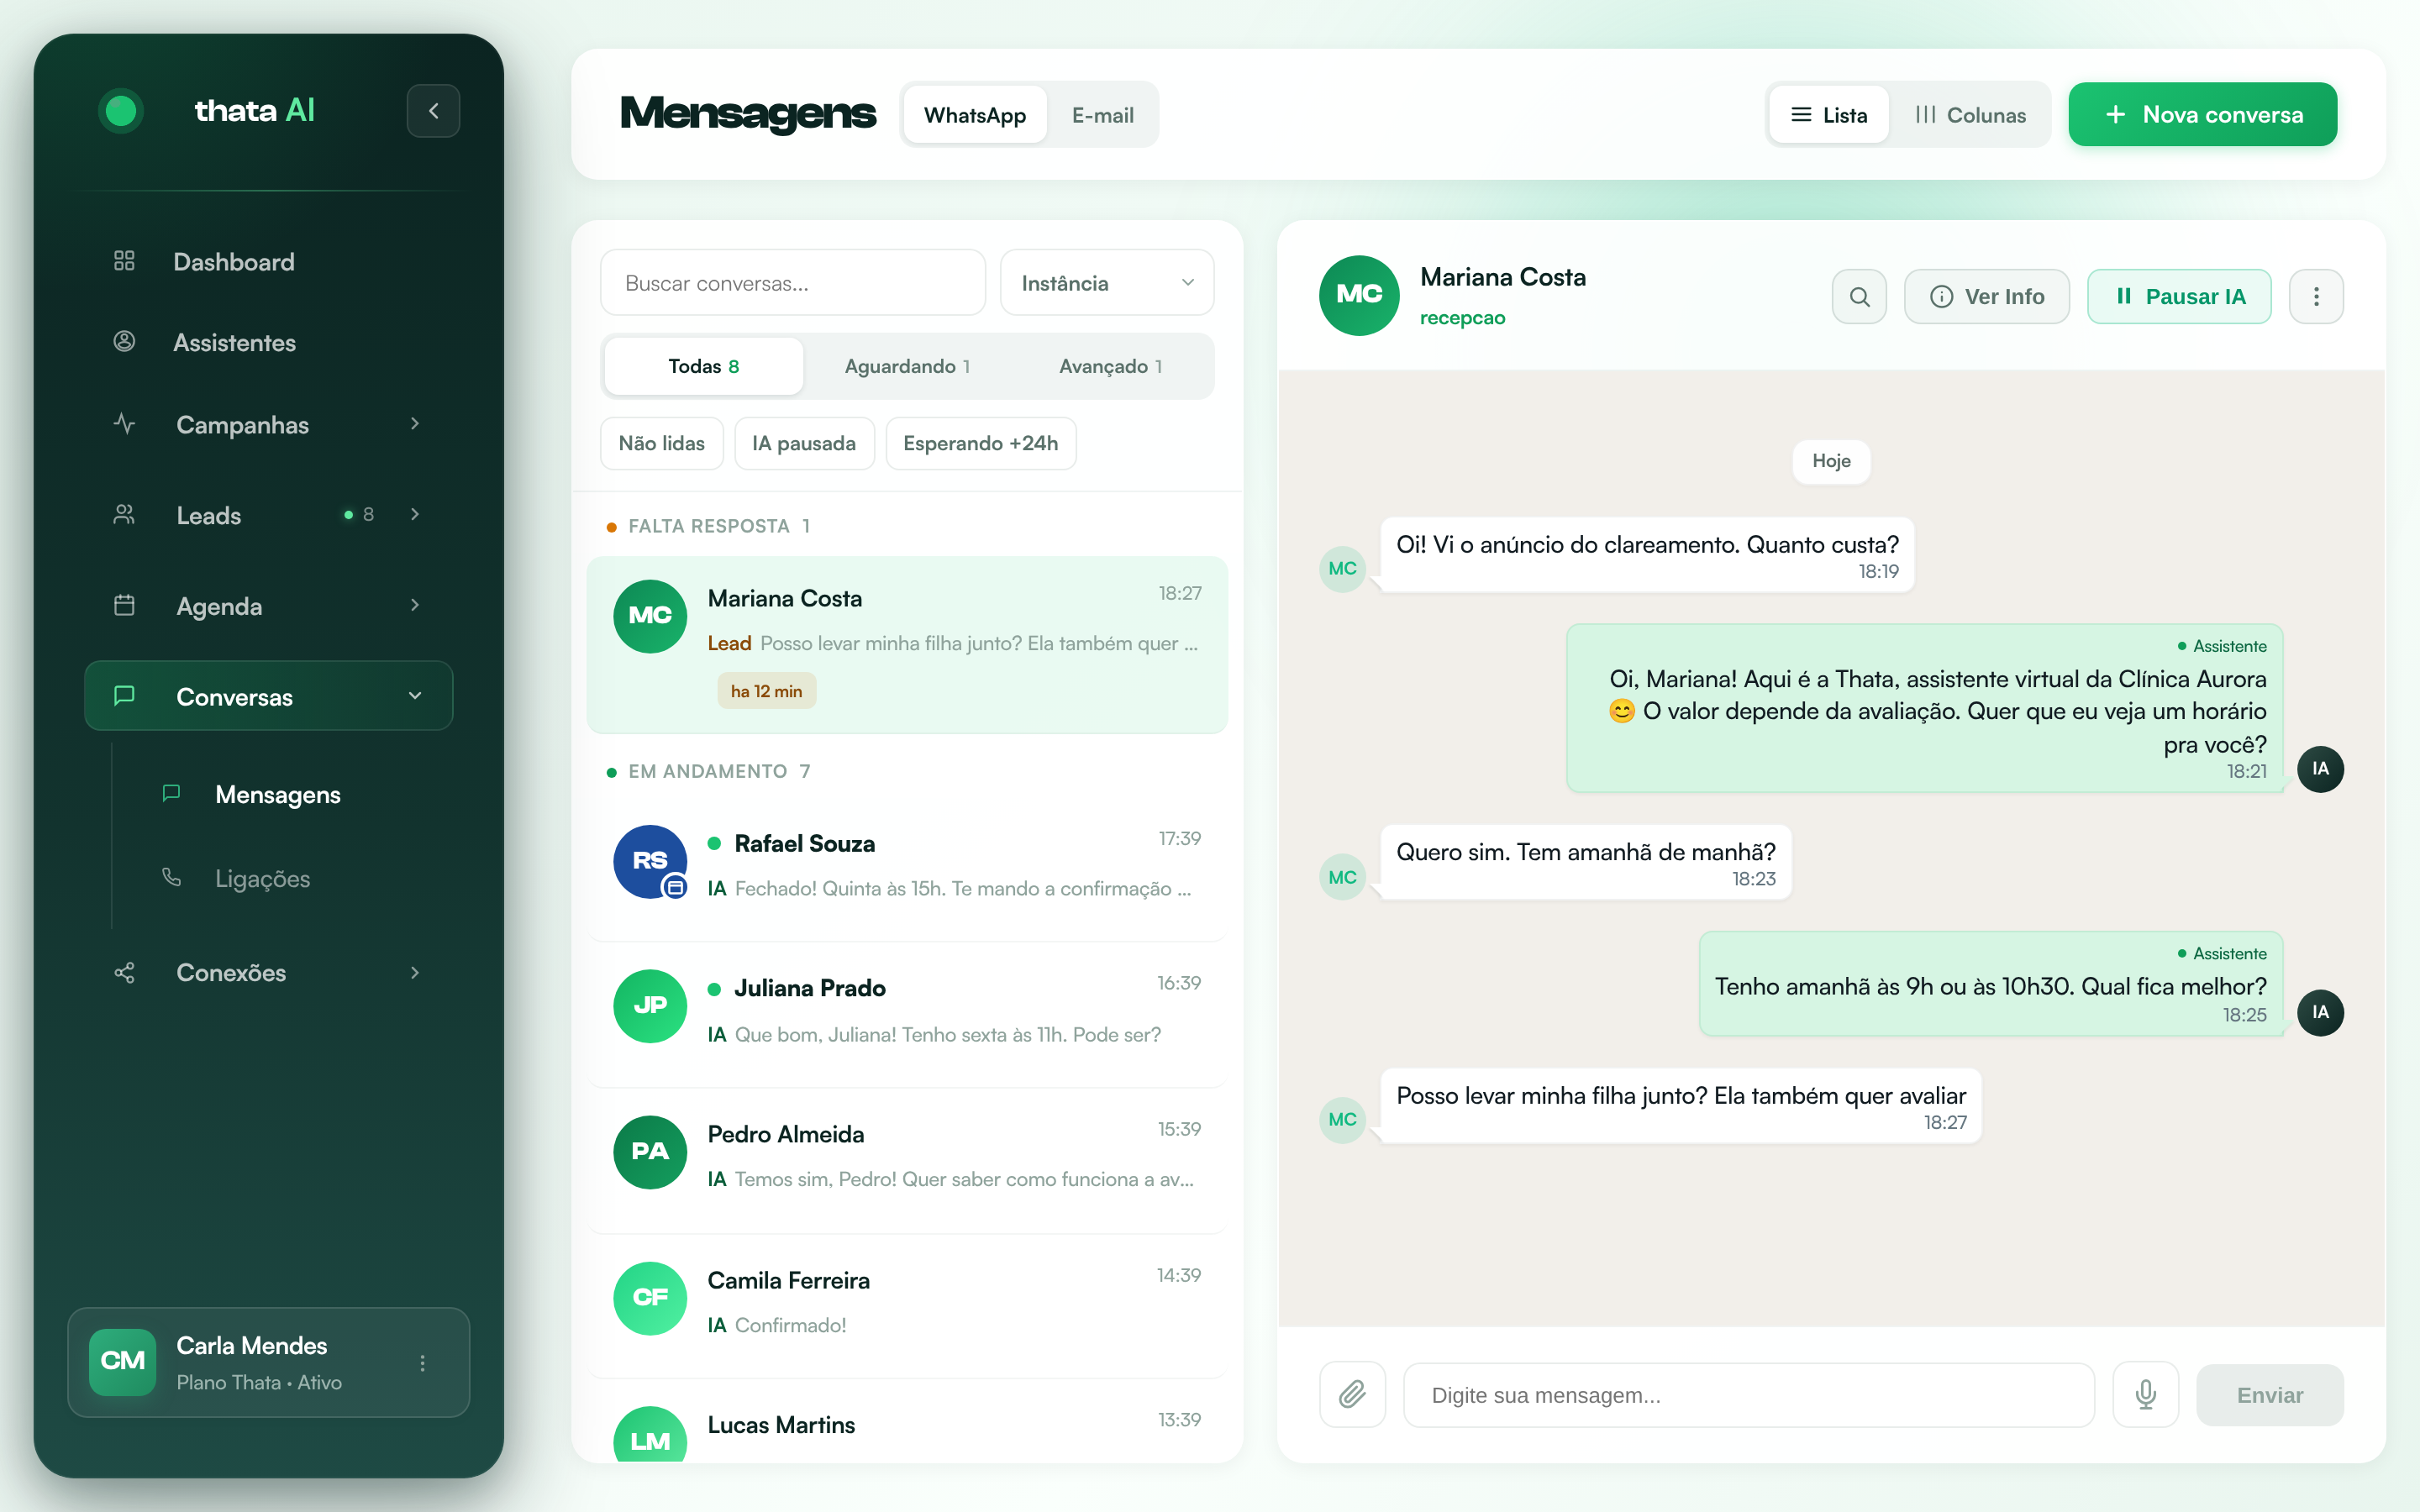 thata AI
Dashboard
Assistentes
Campanhas
Leads 8
Agenda
Conversas
Mensagens
Ligações
Conexões
CM
Carla Mendes
Plano Thata · Ativo
Mensagens
WhatsApp
E-mail
Lista
Colunas
Nova conversa
Buscar conversas...
Instância
Todas 8
Aguardando 1
Avançado 1
Não lidas
IA pausada
Esperando +24h
FALTA RESPOSTA 1
MC
Mariana Costa
18:27
Lead Posso levar minha filha junto? Ela também quer ...
ha 12 min
EM ANDAMENTO 7
RS
Rafael Souza
17:39
IA Fechado! Quinta às 15h. Te mando a confirmação ...
JP
Juliana Prado
16:39
IA Que bom, Juliana! Tenho sexta às 11h. Pode ser?
PA
Pedro Almeida
15:39
IA Temos sim, Pedro! Quer saber como funciona a av...
CF
Camila Ferreira
14:39
IA Confirmado!
LM
Lucas Martins
13:39
MC
Mariana Costa
recepcao
Ver Info
Pausar IA
Hoje
MC
Oi! Vi o anúncio do clareamento. Quanto custa?
18:19
Assistente
Oi, Mariana! Aqui é a Thata, assistente virtual da Clínica Aurora
😊 O valor depende da avaliação. Quer que eu veja um horário
pra você?
18:21
IA
MC
Quero sim. Tem amanhã de manhã?
18:23
Assistente
Tenho amanhã às 9h ou às 10h30. Qual fica melhor?
18:25
IA
MC
Posso levar minha filha junto? Ela também quer avaliar
18:27
Digite sua mensagem...
Enviar